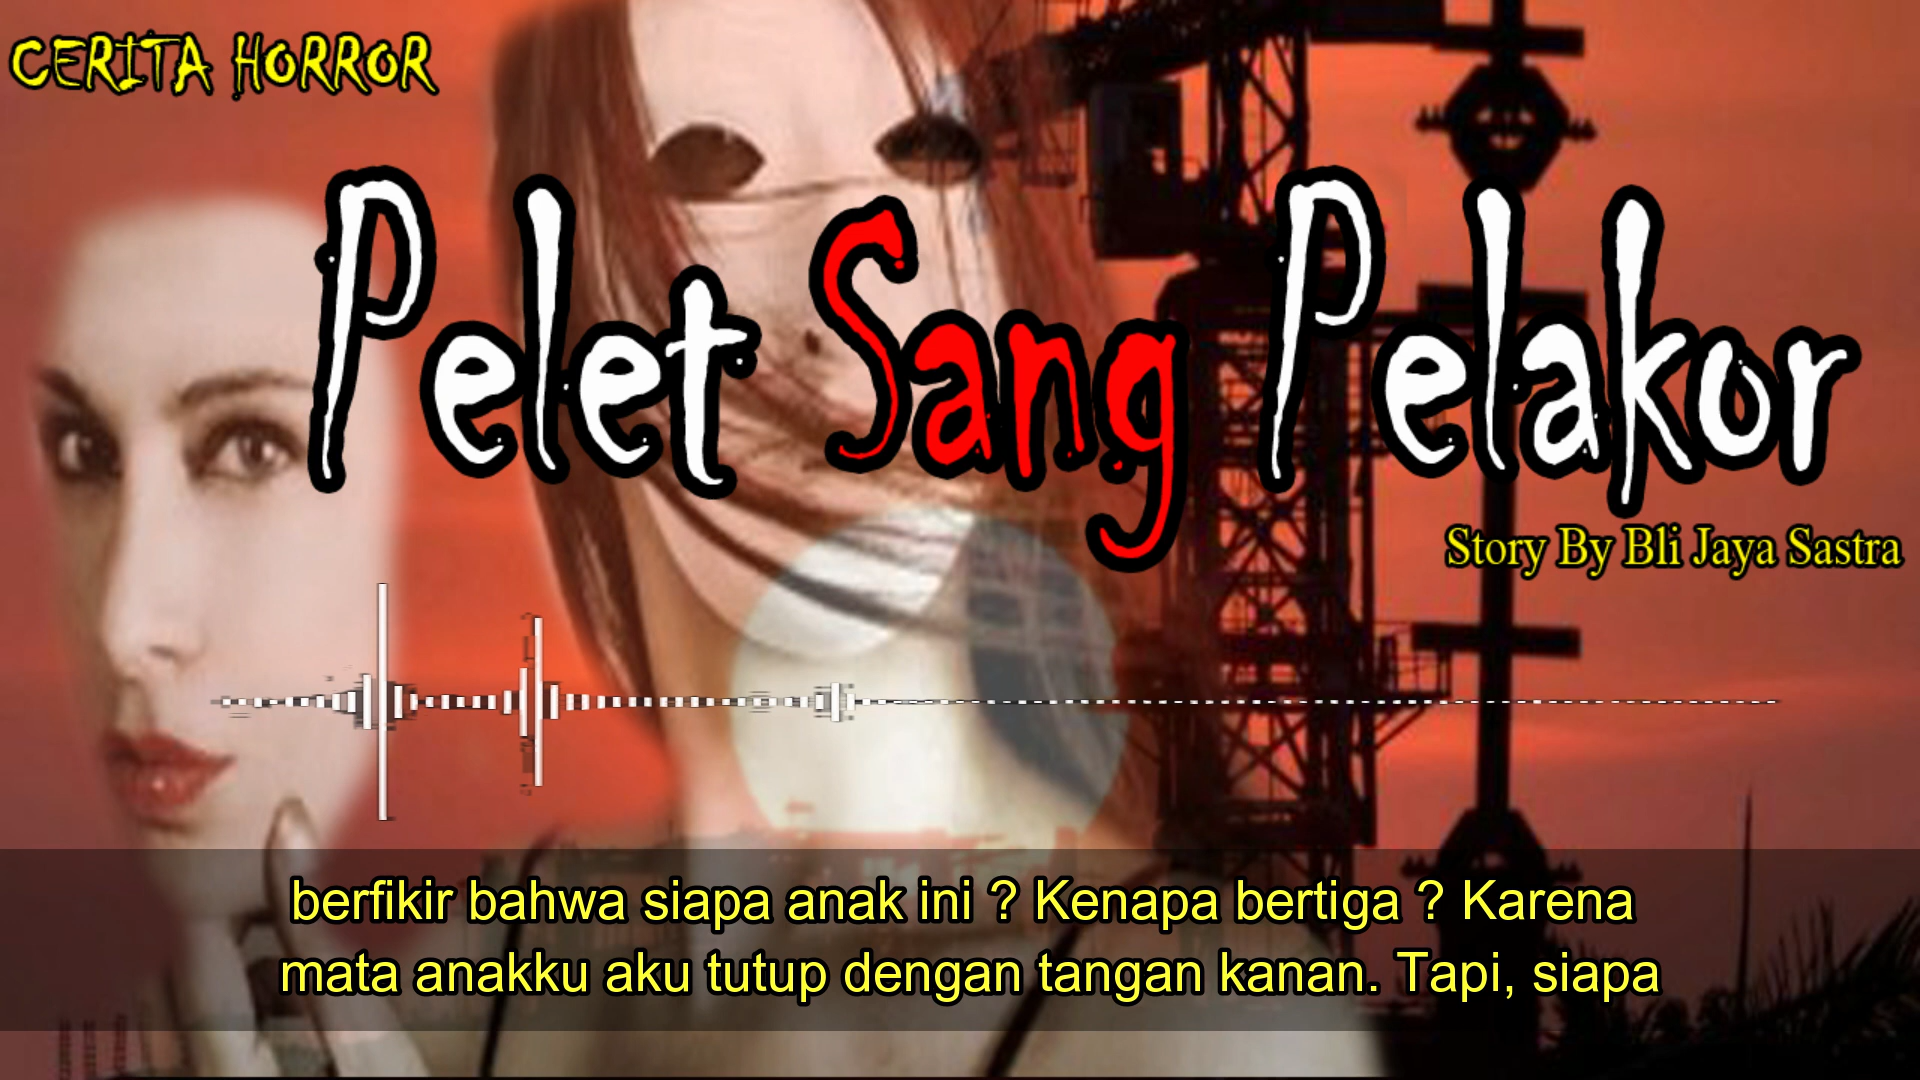 CERITA HORROR
Pelet Sang Pelakor
Story By Bli Jaya Sastra
berfikir bahwa siapa anak ini ? Kenapa bertiga ? Karena
mata anakku aku tutup dengan tangan kanan. Tapi, siapa